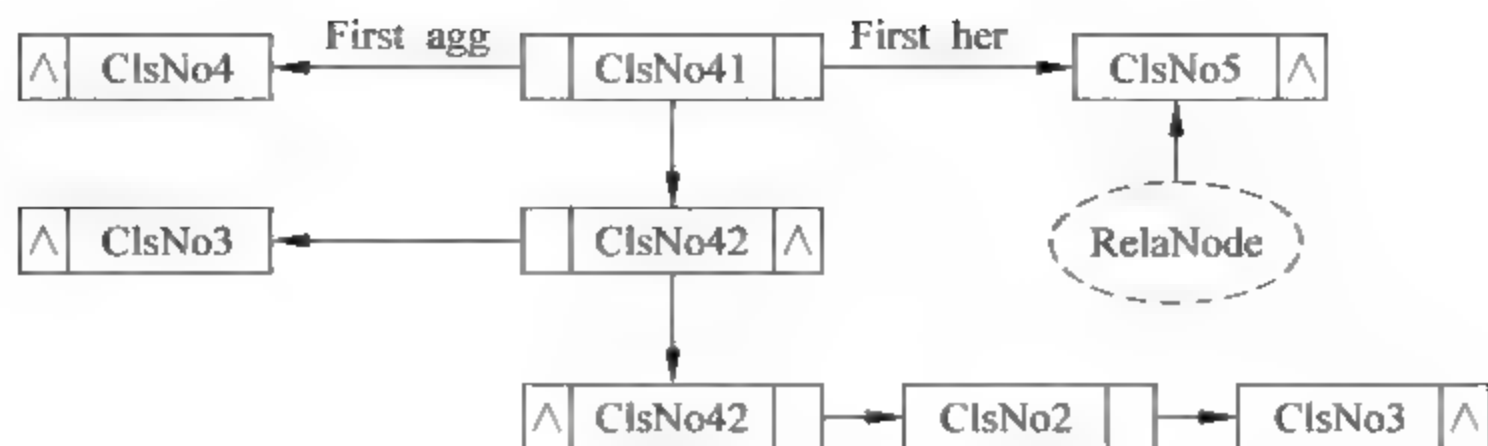 First agg First her
∧ ClsNo4 ClsNo41 ClsNo5 ∧
∧ ClsNo3 ClsNo42 ∧ RelaNode
∧ ClsNo42 ClsNo2 ClsNo3 ∧